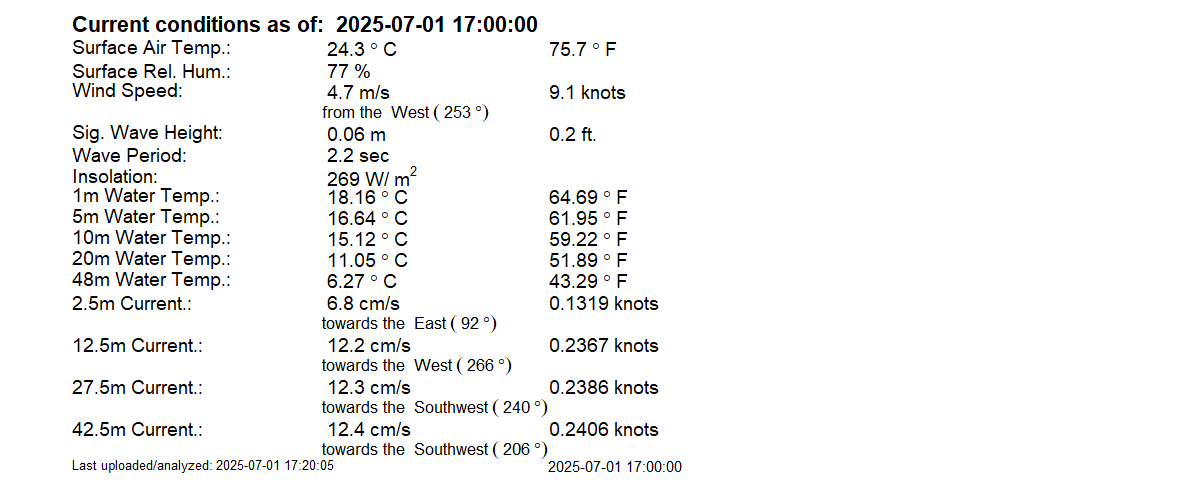 Current conditions as of: 2025-07-01 17:00:00
Surface Air Temp.: 24.3 ° C 75.7 ° F
Surface Rel. Hum.: 77 %
Wind Speed: 4.7 m/s 9.1 knots
from the West ( 253 °)
Sig. Wave Height: 0.06 m 0.2 ft.
Wave Period: 2.2 sec
Insolation: 269 W/ m²
1m Water Temp.: 18.16 ° C 64.69 ° F
5m Water Temp.: 16.64 ° C 61.95 ° F
10m Water Temp.: 15.12 ° C 59.22 ° F
20m Water Temp.: 11.05 ° C 51.89 ° F
48m Water Temp.: 6.27 ° C 43.29 ° F
2.5m Current.: 6.8 cm/s 0.1319 knots
towards the East ( 92 °)
12.5m Current.: 12.2 cm/s 0.2367 knots
towards the West ( 266 °)
27.5m Current.: 12.3 cm/s 0.2386 knots
towards the Southwest ( 240 °)
42.5m Current.: 12.4 cm/s 0.2406 knots
towards the Southwest ( 206 °)
Last uploaded/analyzed: 2025-07-01 17:20:05 2025-07-01 17:00:00